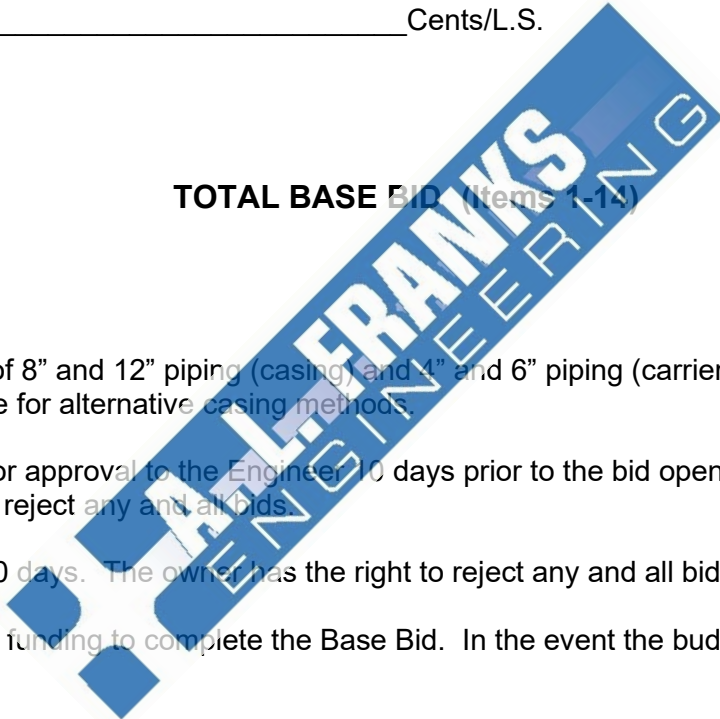 Cents/L.S.
TOTAL BASE BID (Items 1-14)
of 8” and 12” piping (casing) and 4” and 6” piping (carrier
e for alternative casing methods.
or approval to the Engineer 10 days prior to the bid open
reject any and all bids.
0 days. The owner has the right to reject any and all bid
funding to complete the Base Bid. In the event the bud
A.L. FRANKS
ENGINEERING